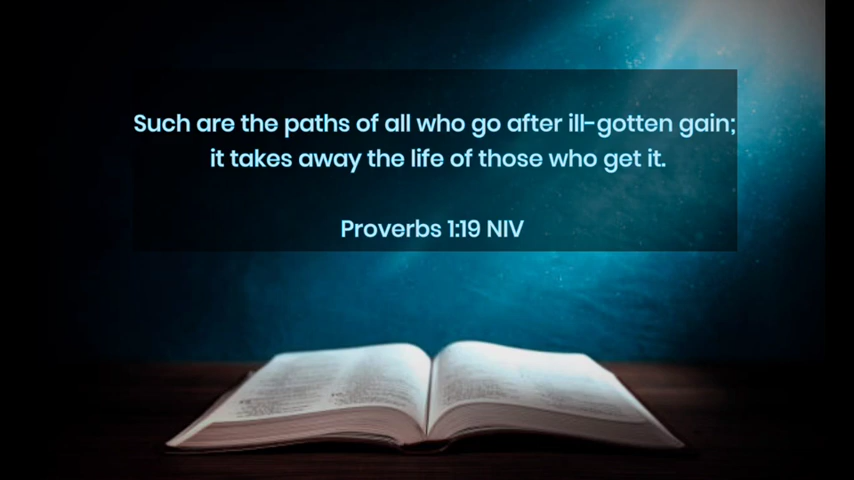 Such are the paths of all who go after ill-gotten gain;
it takes away the life of those who get it.
Proverbs 1:19 NIV